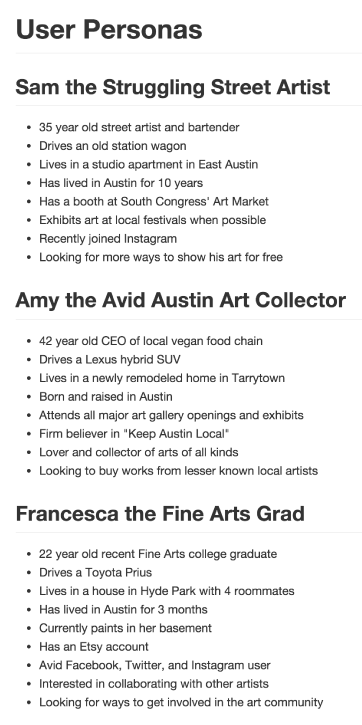 User Personas
Sam the Struggling Street Artist
• 35 year old street artist and bartender
• Drives an old station wagon
• Lives in a studio apartment in East Austin
• Has lived in Austin for 10 years
• Has a booth at South Congress' Art Market
• Exhibits art at local festivals when possible
• Recently joined Instagram
• Looking for more ways to show his art for free
Amy the Avid Austin Art Collector
• 42 year old CEO of local vegan food chain
• Drives a Lexus hybrid SUV
• Lives in a newly remodeled home in Tarrytown
• Born and raised in Austin
• Attends all major art gallery openings and exhibits
• Firm believer in "Keep Austin Local"
• Lover and collector of arts of all kinds
• Looking to buy works from lesser known local artists
Francesca the Fine Arts Grad
• 22 year old recent Fine Arts college graduate
• Drives a Toyota Prius
• Lives in a house in Hyde Park with 4 roommates
• Has lived in Austin for 3 months
• Currently paints in her basement
• Has an Etsy account
• Avid Facebook, Twitter, and Instagram user
• Interested in collaborating with other artists
• Looking for ways to get involved in the art community